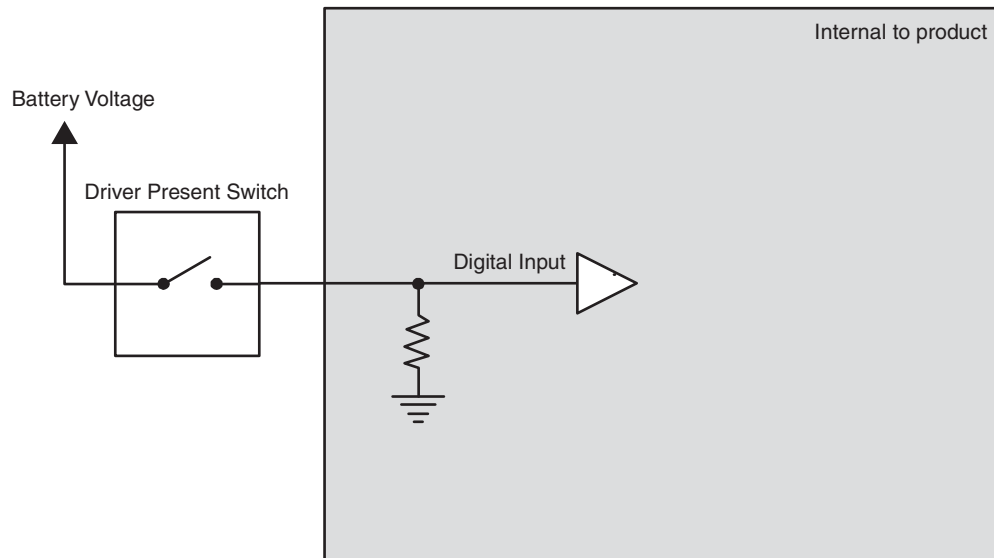 Internal to product
Battery Voltage
Driver Present Switch
Digital Input